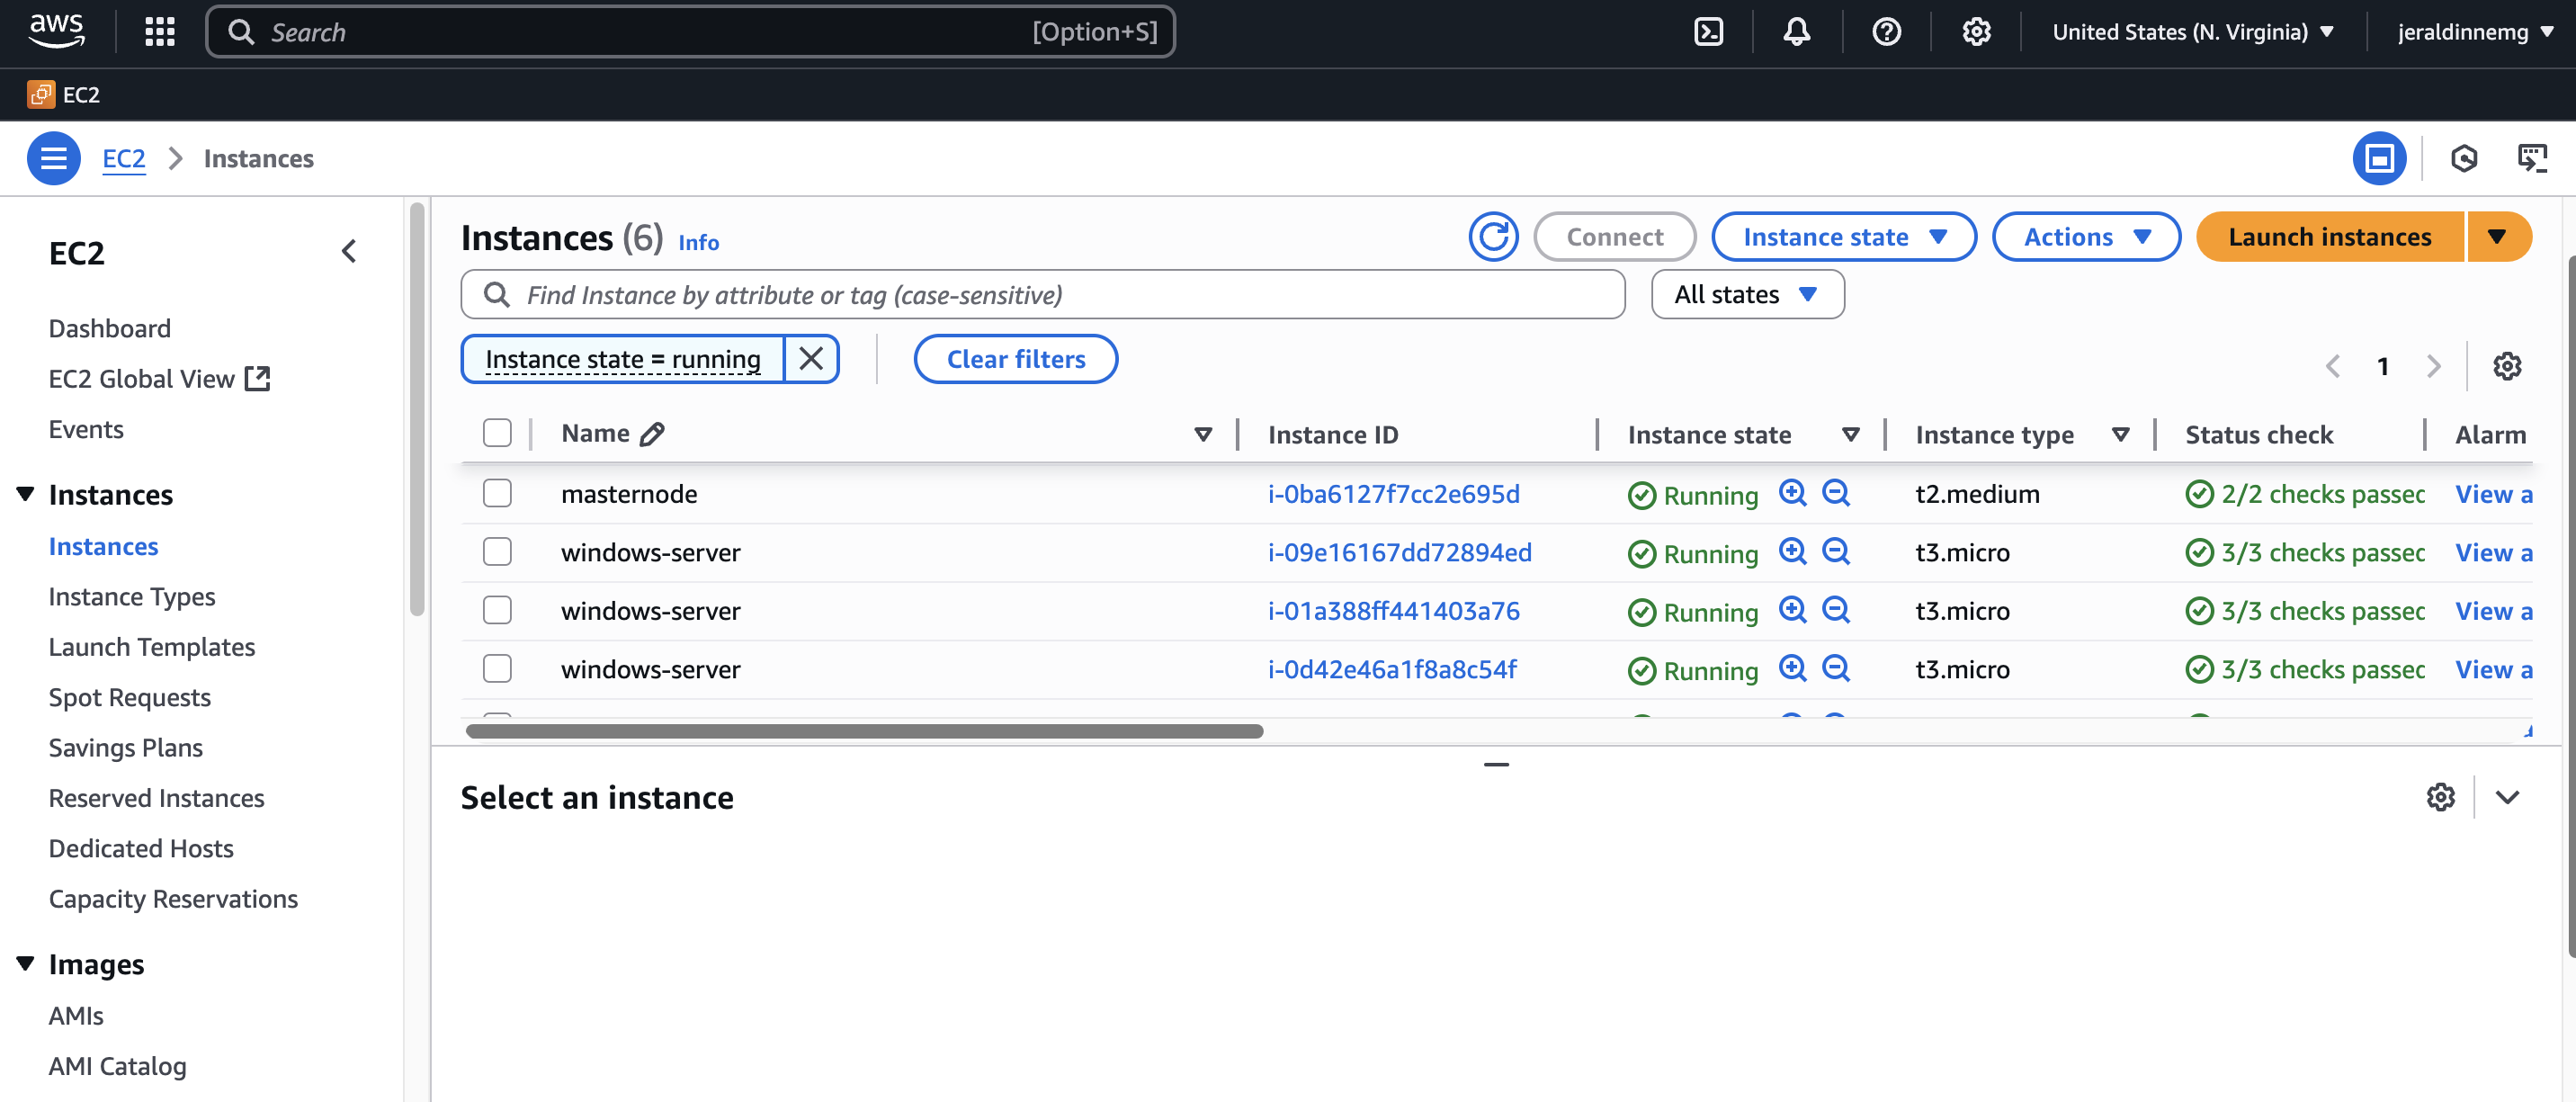 aws
Search [Option+S]
United States (N. Virginia)
jeraldinnemg
EC2
EC2 Instances
EC2
Dashboard
EC2 Global View
Events
Instances
Instances
Instance Types
Launch Templates
Spot Requests
Savings Plans
Reserved Instances
Dedicated Hosts
Capacity Reservations
Images
AMIs
AMI Catalog
Instances (6) Info
Connect
Instance state
Actions
Launch instances
Find Instance by attribute or tag (case-sensitive)
All states
Instance state = running
Clear filters
1
Name Instance ID Instance state Instance type Status check Alarm
masternode i-0ba6127f7cc2e695d Running t2.medium 2/2 checks passec View a
windows-server i-09e16167dd72894ed Running t3.micro 3/3 checks passec View a
windows-server i-01a388ff441403a76 Running t3.micro 3/3 checks passec View a
windows-server i-0d42e46a1f8a8c54f Running t3.micro 3/3 checks passec View a
Select an instance